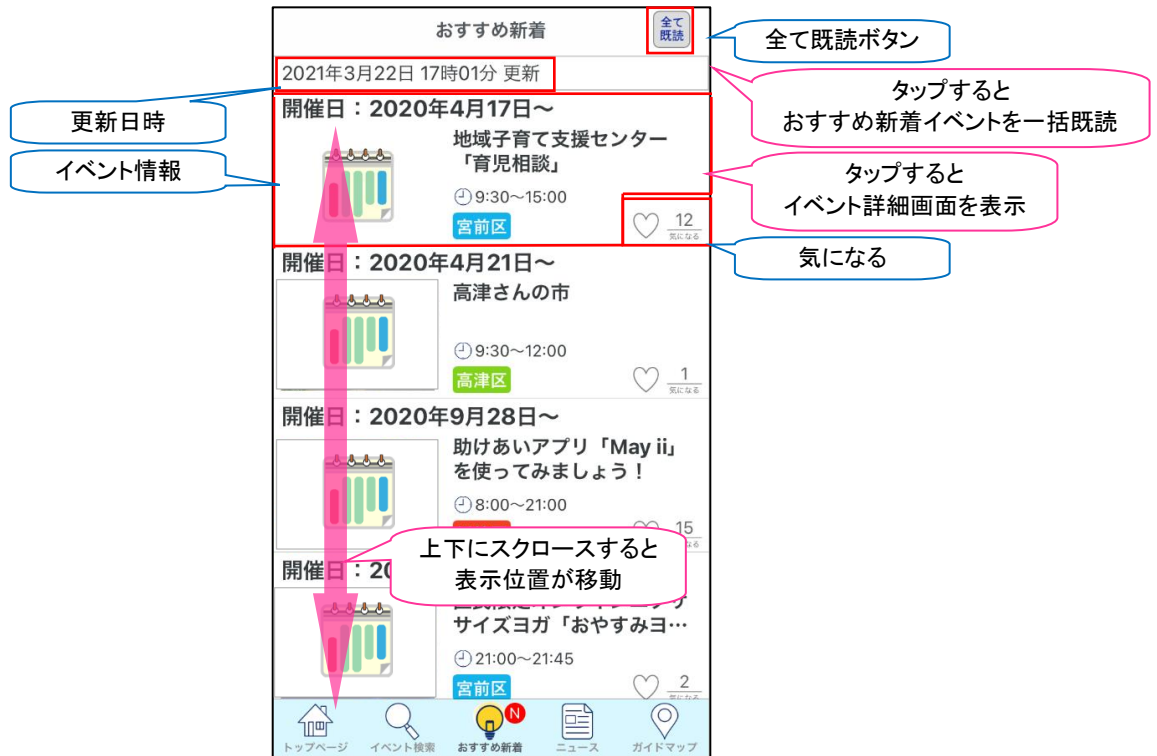 おすすめ新着
全て
既読
全て既読ボタン
2021年3月22日 17時01分 更新
タップすると
おすすめ新着イベントを一括既読
更新日時
開催日：2020年4月17日～
地域子育て支援センター
「育児相談」
イベント情報
タップすると
イベント詳細画面を表示
9:30～15:00
宮前区
12
気になる
気になる
開催日：2020年4月21日～
高津さんの市
9:30～12:00
高津区
1
気になる
開催日：2020年9月28日～
助けあいアプリ「May ii」
を使ってみましょう！
8:00～21:00
15
上下にスクロースすると
表示位置が移動
開催日：20
サイズヨガ「おやすみヨ…
21:00～21:45
宮前区
2
N
トップページ
イベント検索
おすすめ新着
ニュース
ガイドマップ